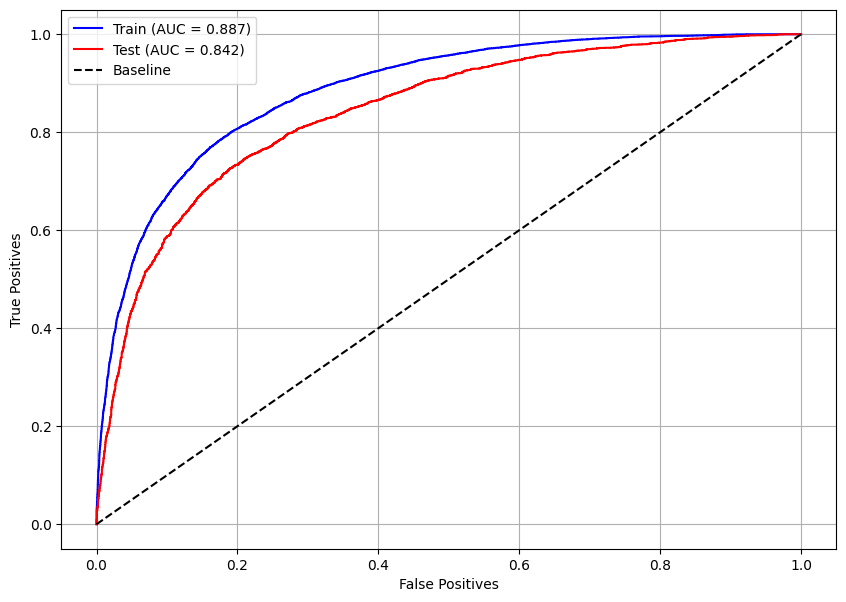 Train (AUC = 0.887)
Test (AUC = 0.842)
Baseline
1.0
0.8
0.6
0.4
0.2
0.0
True Positives
0.0 0.2 0.4 0.6 0.8 1.0
False Positives